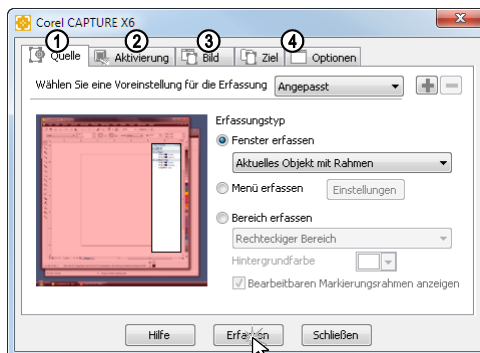 Corel CAPTURE X6
1 2 3 4
Quelle Aktivierung Bild Ziel Optionen
Wählen Sie eine Voreinstellung für die Erfassung Angepasst
Erfassungstyp
Fenster erfassen
Aktuelles Objekt mit Rahmen
Menü erfassen Einstellungen
Bereich erfassen
Rechteckiger Bereich
Hintergrundfarbe
Bearbeitbaren Markierungsrahmen anzeigen
Hilfe Erfassen Schließen